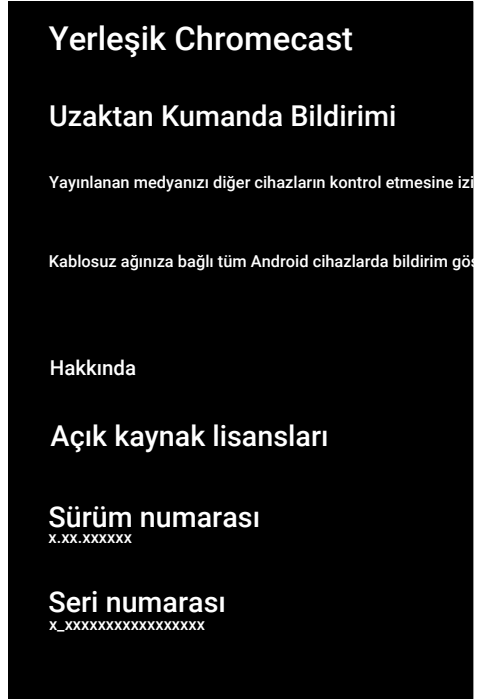 Yerleşik Chromecast
Uzaktan Kumanda Bildirimi
Yayınlanan medyanızı diğer cihazların kontrol etmesine izi
Kablosuz ağınıza bağlı tüm Android cihazlarda bildirim gös
Hakkında
Açık kaynak lisansları
Sürüm numarası
x.xx.xxxxxx
Seri numarası
x_xxxxxxxxxxxxxxxxx